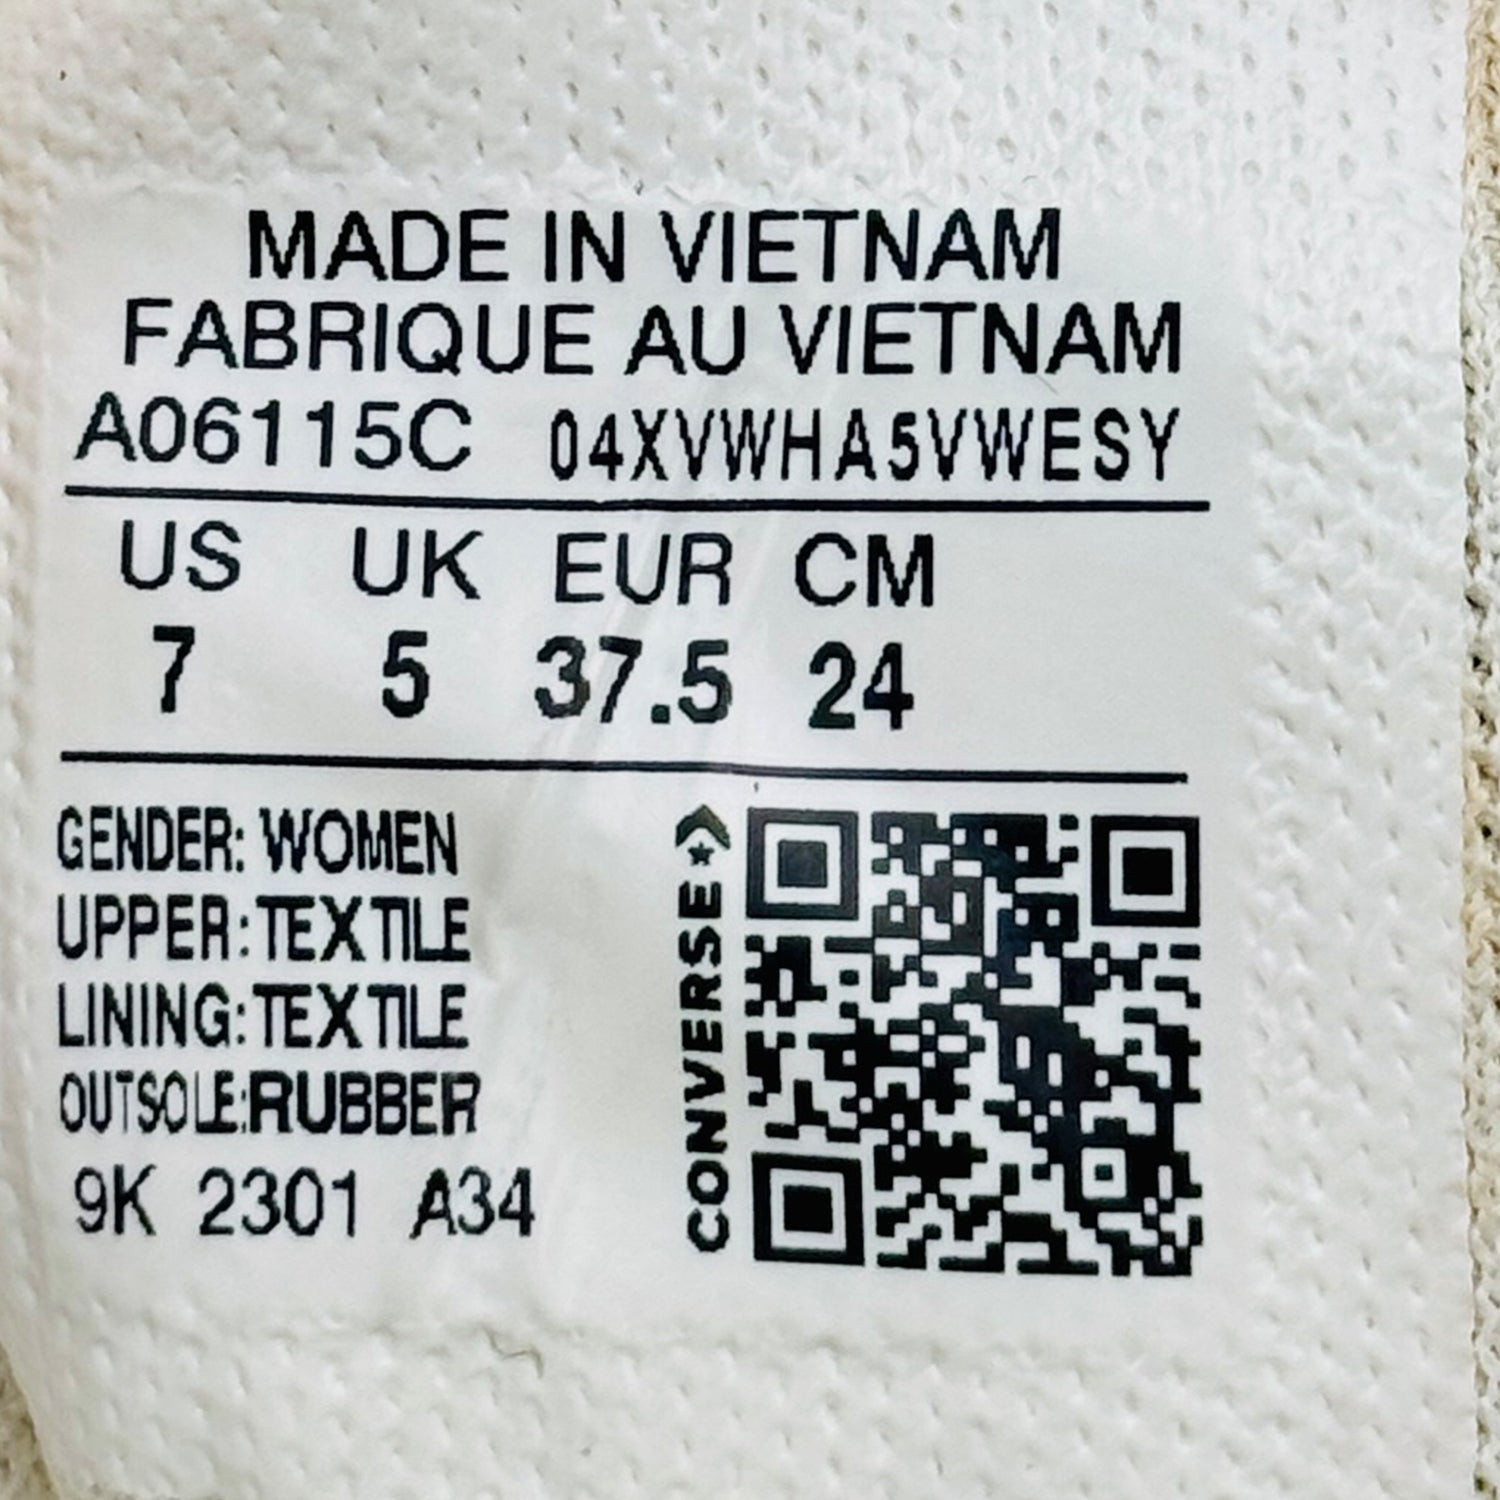 MADE IN VIETNAM
FABRIQUE AU VIETNAM
A06115C 04XVWHA5VWESY
US UK EUR CM
7 5 37.5 24
GENDER: WOMEN
UPPER: TEXTILE
LINING: TEXTILE
OUTSOLE: RUBBER
9K 2301 A34
CONVERSE